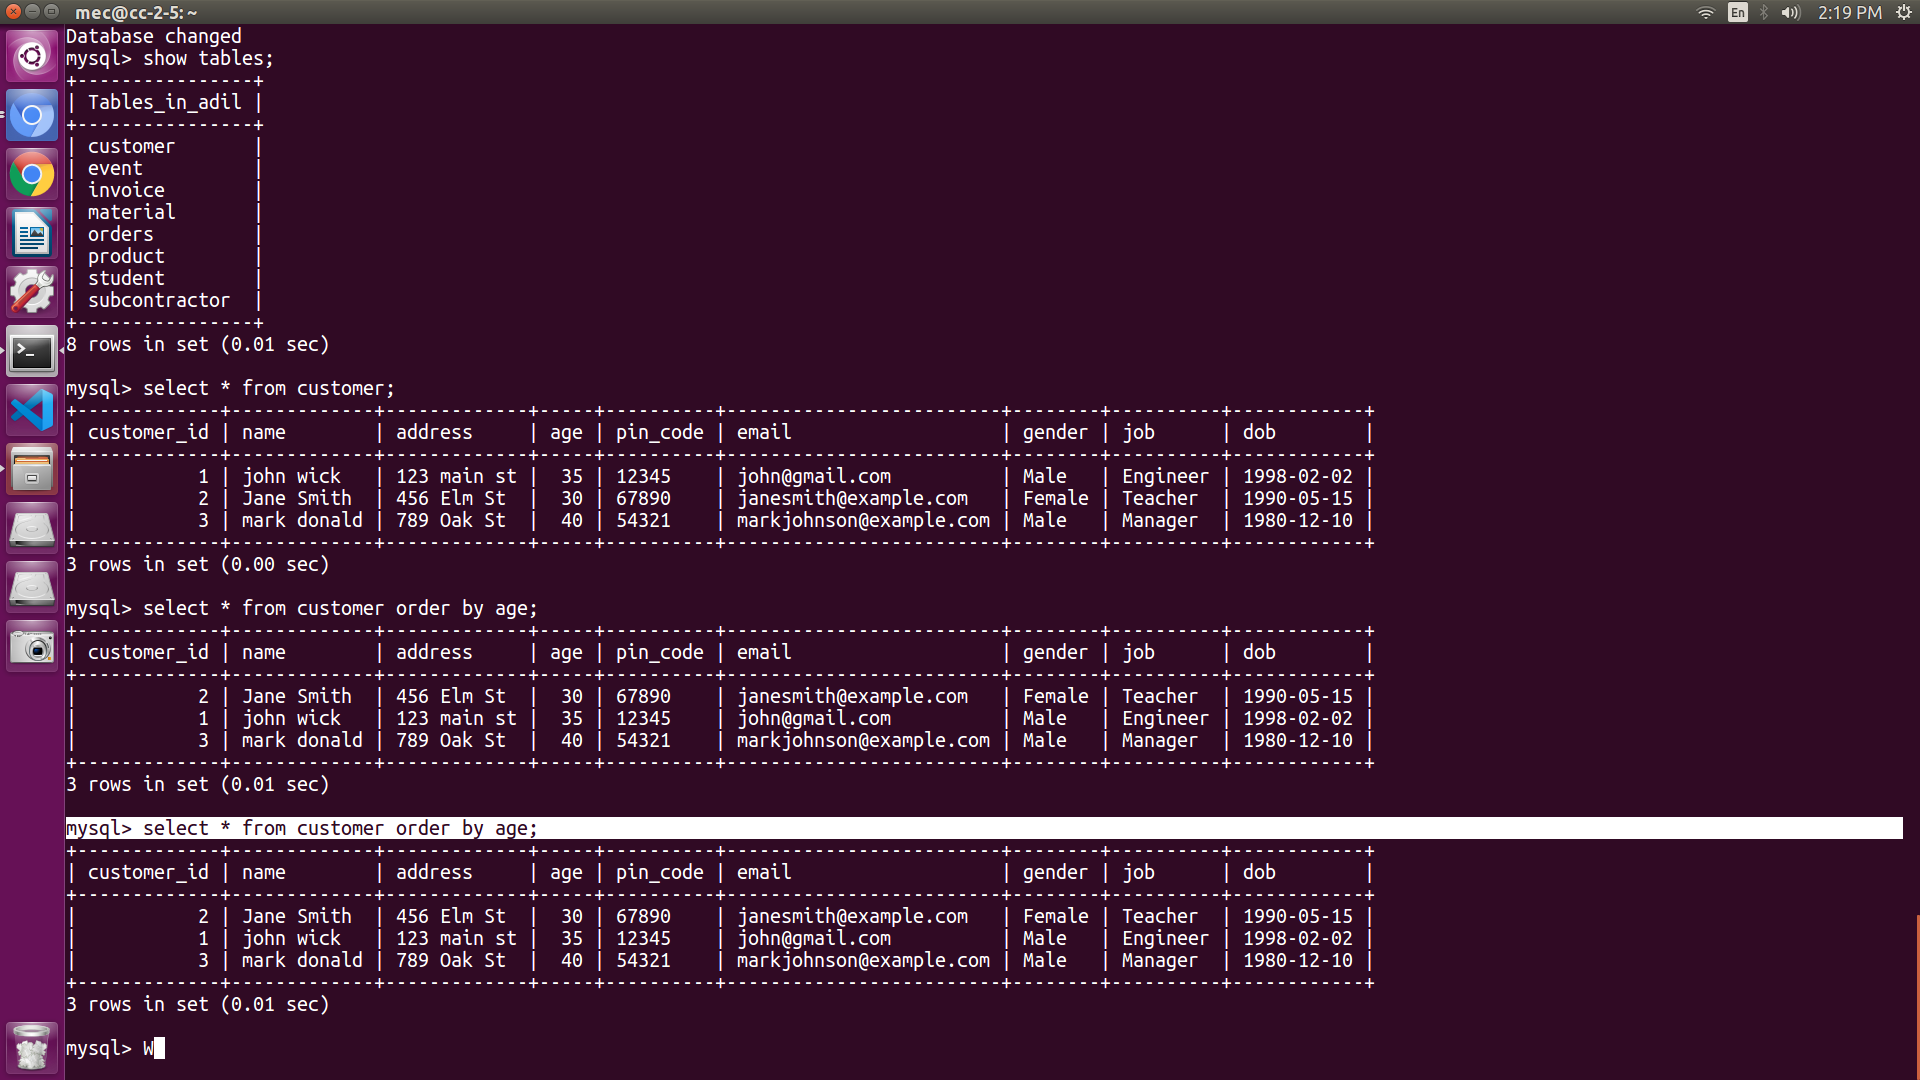 mec@cc-2-5: ~
En
2:19 PM
Database changed
mysql> show tables;
+----------------+
| Tables_in_adil |
+----------------+
| customer       |
| event          |
| invoice        |
| material       |
| orders         |
| product        |
| student        |
| subcontractor  |
+----------------+
8 rows in set (0.01 sec)

mysql> select * from customer;
+-------------+-------------+-------------+-----+----------+-------------------------+--------+----------+------------+
| customer_id | name        | address     | age | pin_code | email                   | gender | job      | dob        |
+-------------+-------------+-------------+-----+----------+-------------------------+--------+----------+------------+
|           1 | john wick   | 123 main st |  35 | 12345    | john@gmail.com          | Male   | Engineer | 1998-02-02 |
|           2 | Jane Smith  | 456 Elm St  |  30 | 67890    | janesmith@example.com   | Female | Teacher  | 1990-05-15 |
|           3 | mark donald | 789 Oak St  |  40 | 54321    | markjohnson@example.com | Male   | Manager  | 1980-12-10 |
+-------------+-------------+-------------+-----+----------+-------------------------+--------+----------+------------+
3 rows in set (0.00 sec)

mysql> select * from customer order by age;
+-------------+-------------+-------------+-----+----------+-------------------------+--------+----------+------------+
| customer_id | name        | address     | age | pin_code | email                   | gender | job      | dob        |
+-------------+-------------+-------------+-----+----------+-------------------------+--------+----------+------------+
|           2 | Jane Smith  | 456 Elm St  |  30 | 67890    | janesmith@example.com   | Female | Teacher  | 1990-05-15 |
|           1 | john wick   | 123 main st |  35 | 12345    | john@gmail.com          | Male   | Engineer | 1998-02-02 |
|           3 | mark donald | 789 Oak St  |  40 | 54321    | markjohnson@example.com | Male   | Manager  | 1980-12-10 |
+-------------+-------------+-------------+-----+----------+-------------------------+--------+----------+------------+
3 rows in set (0.01 sec)

mysql> select * from customer order by age;
+-------------+-------------+-------------+-----+----------+-------------------------+--------+----------+------------+
| customer_id | name        | address     | age | pin_code | email                   | gender | job      | dob        |
+-------------+-------------+-------------+-----+----------+-------------------------+--------+----------+------------+
|           2 | Jane Smith  | 456 Elm St  |  30 | 67890    | janesmith@example.com   | Female | Teacher  | 1990-05-15 |
|           1 | john wick   | 123 main st |  35 | 12345    | john@gmail.com          | Male   | Engineer | 1998-02-02 |
|           3 | mark donald | 789 Oak St  |  40 | 54321    | markjohnson@example.com | Male   | Manager  | 1980-12-10 |
+-------------+-------------+-------------+-----+----------+-------------------------+--------+----------+------------+
3 rows in set (0.01 sec)

mysql> W